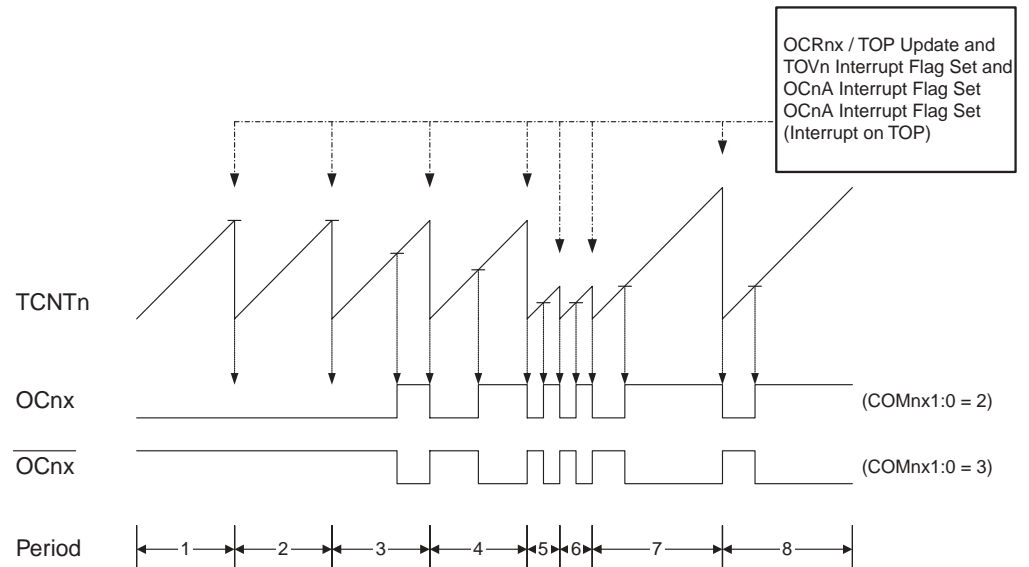 OCRnx / TOP Update and
TOVn Interrupt Flag Set and
OCnA Interrupt Flag Set
OCnA Interrupt Flag Set
(Interrupt on TOP)
TCNTn
OCnx
(COMnx1:0 = 2)
OCnx
(COMnx1:0 = 3)
Period 1 2 3 4 5 6 7 8